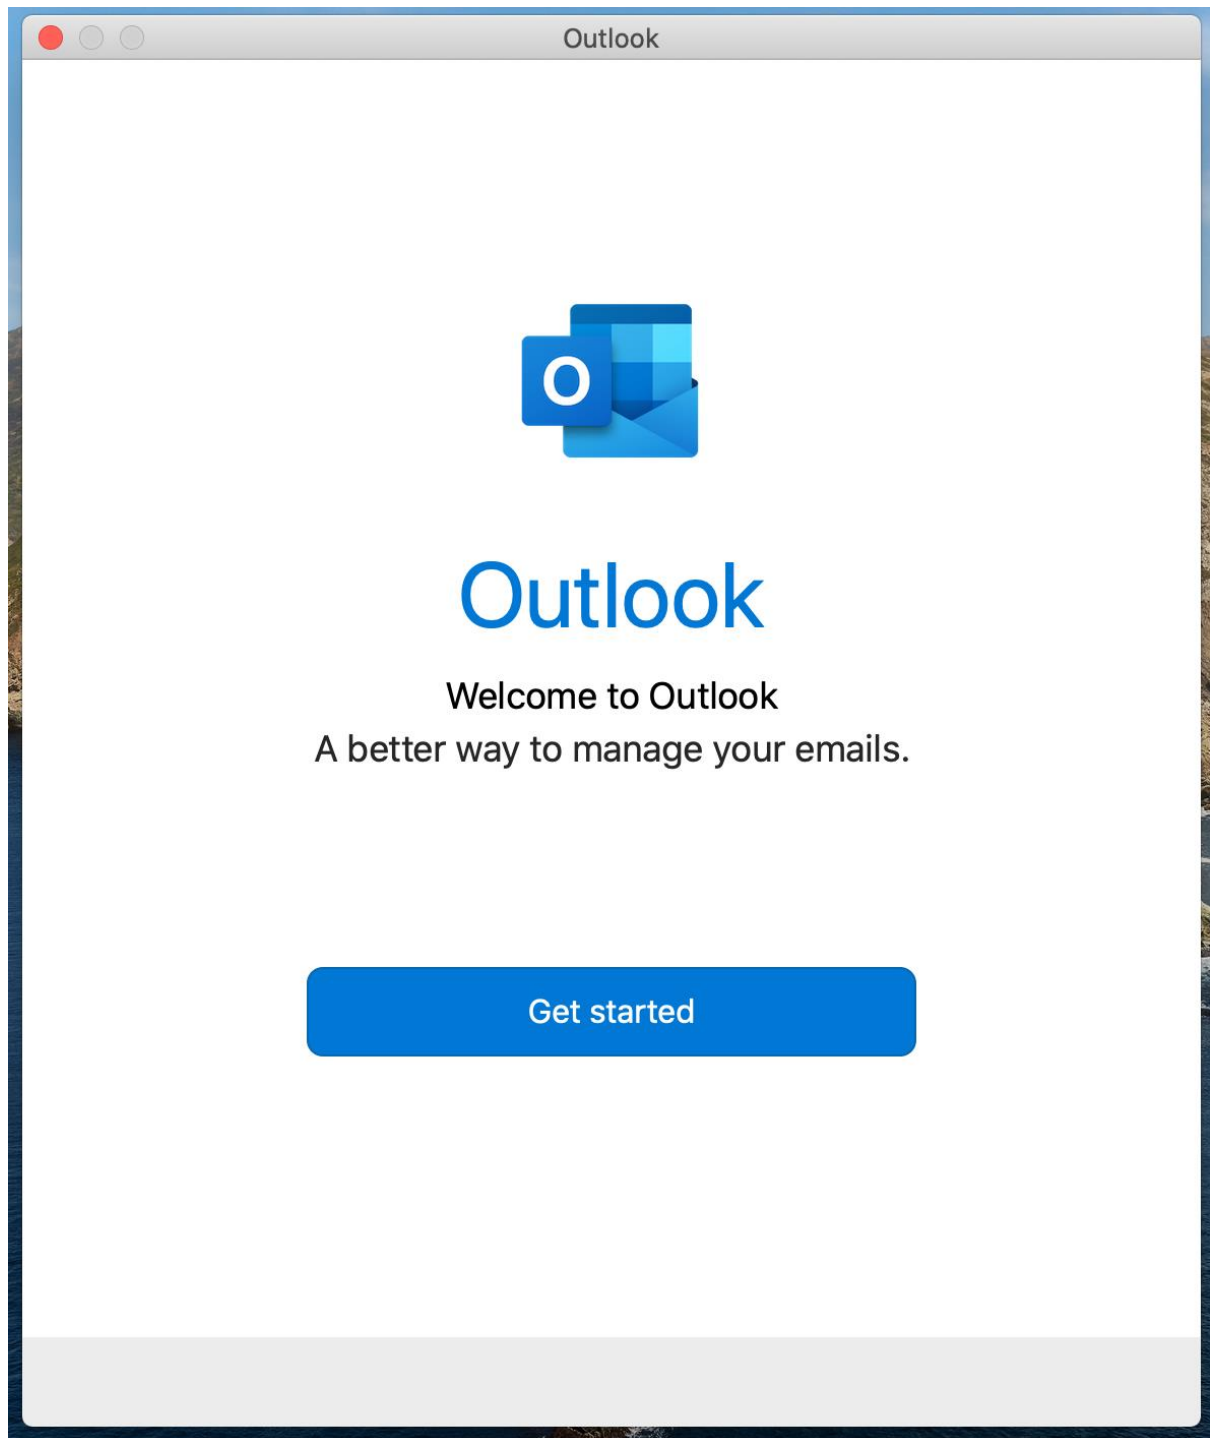 Outlook
O
Outlook
Welcome to Outlook
A better way to manage your emails.
Get started